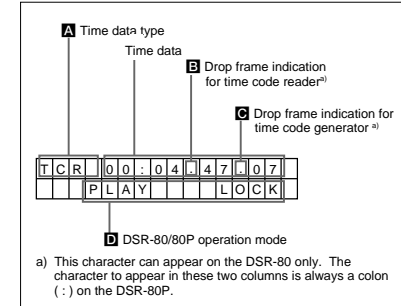 A Time data type
Time data
B Drop frame indication
for time code reader a)
C Drop frame indication for
time code generator a)
T C R 0 0 : 0 4 . 4 7 . 0 7
P L A Y L O C K
D DSR-80/80P operation mode
a) This character can appear on the DSR-80 only. The
character to appear in these two columns is always a colon
( : ) on the DSR-80P.